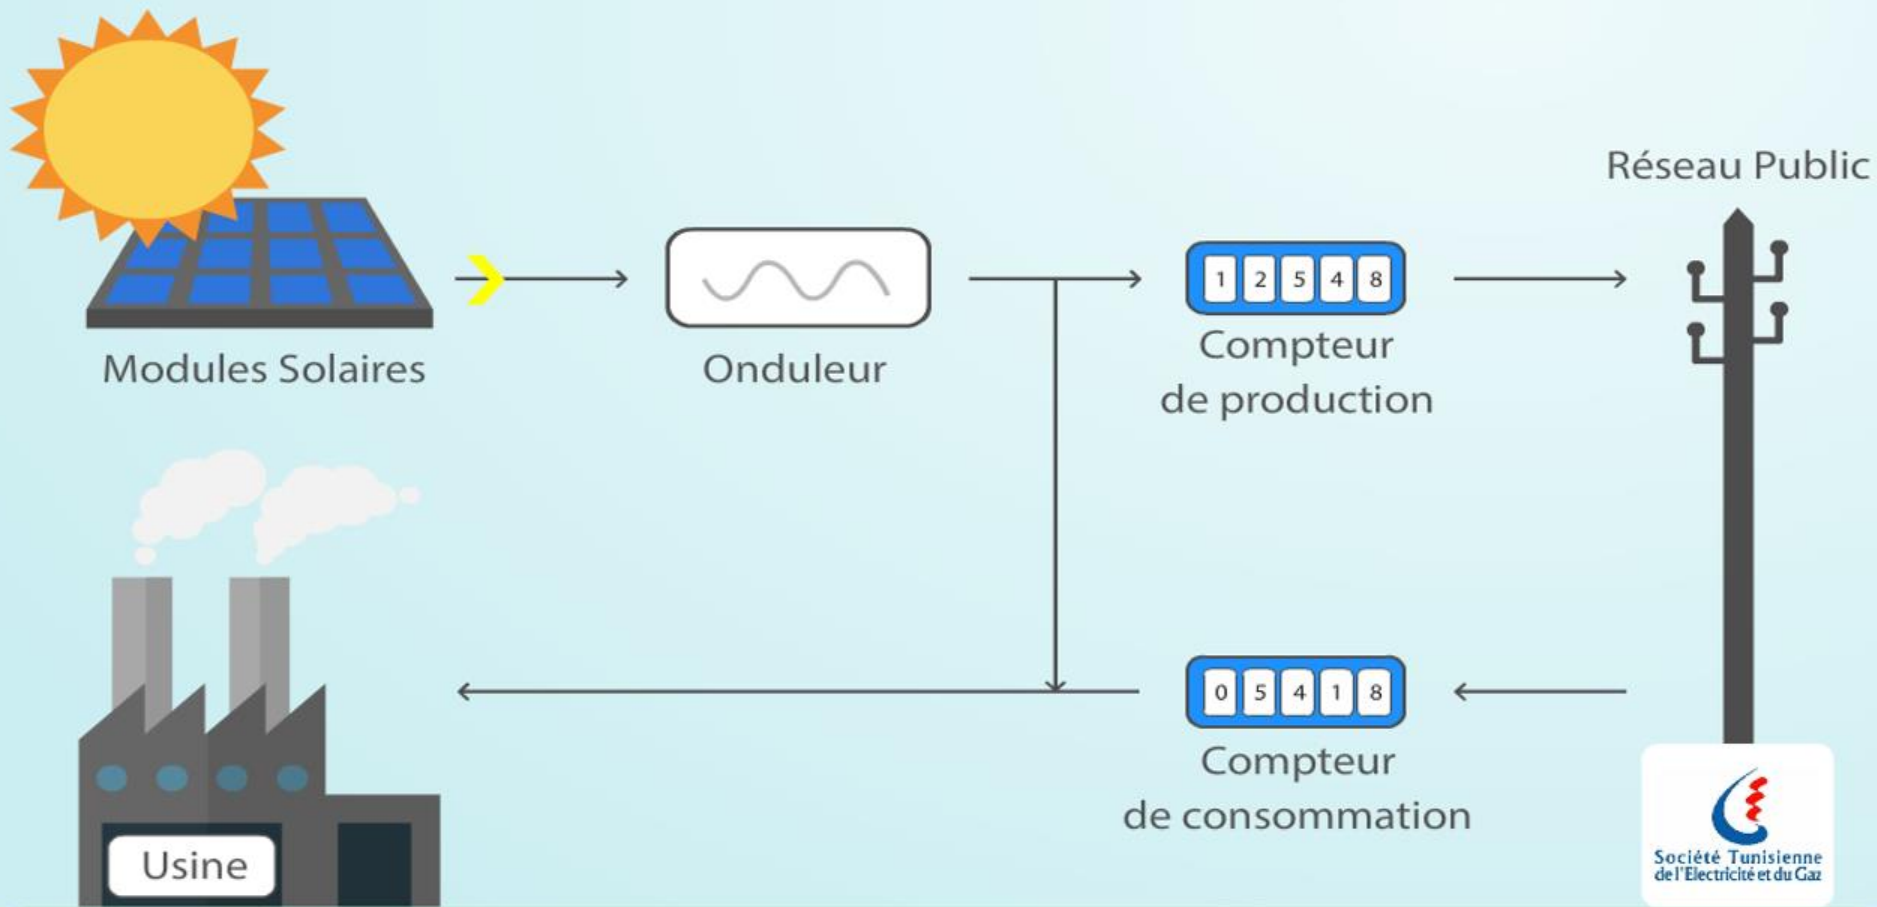 Réseau Public
1 2 5 4 8
Modules Solaires
Onduleur
Compteur
de production
0 5 4 1 8
Compteur
de consommation
Usine
Société Tunisienne
de l'Electricité et du Gaz